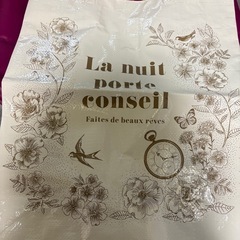 La nuit
porte
conseil
Faites de beaux rêves